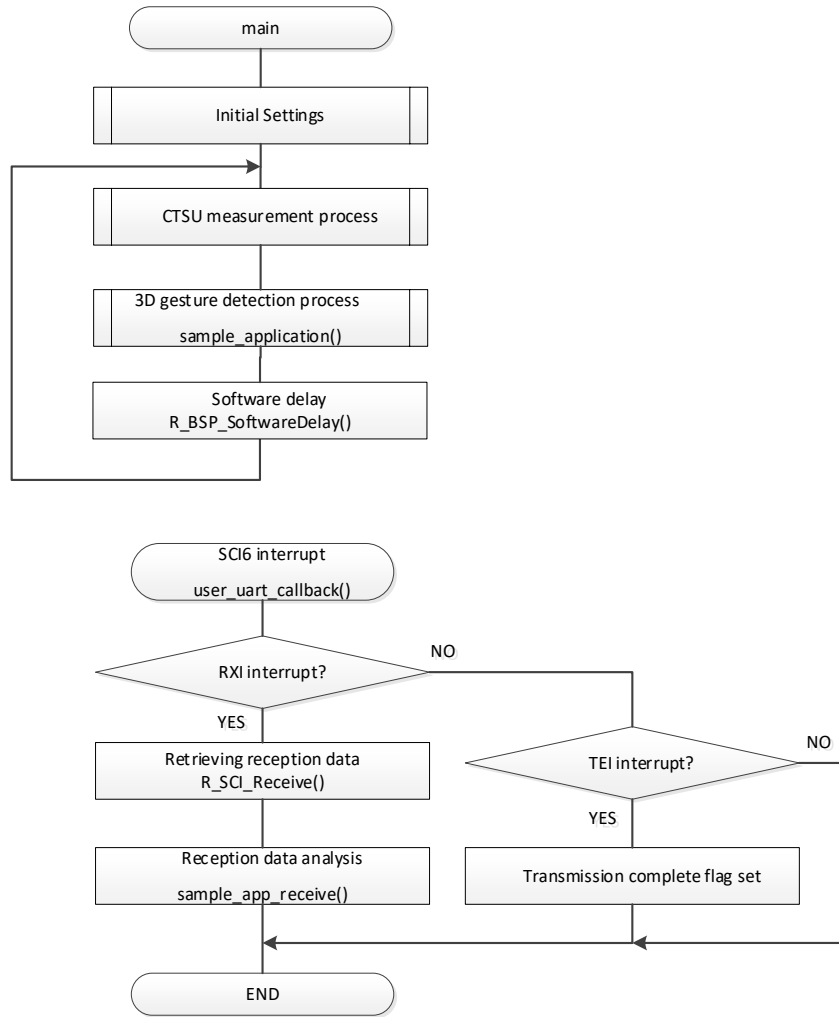 main
Initial Settings
CTSU measurement process
3D gesture detection process
sample_application()
Software delay
R_BSP_SoftwareDelay()
SCI6 interrupt
user_uart_callback()
RXI interrupt?
NO
YES
Retrieving reception data
R_SCI_Receive()
TEI interrupt?
NO
YES
Reception data analysis
sample_app_receive()
Transmission complete flag set
END